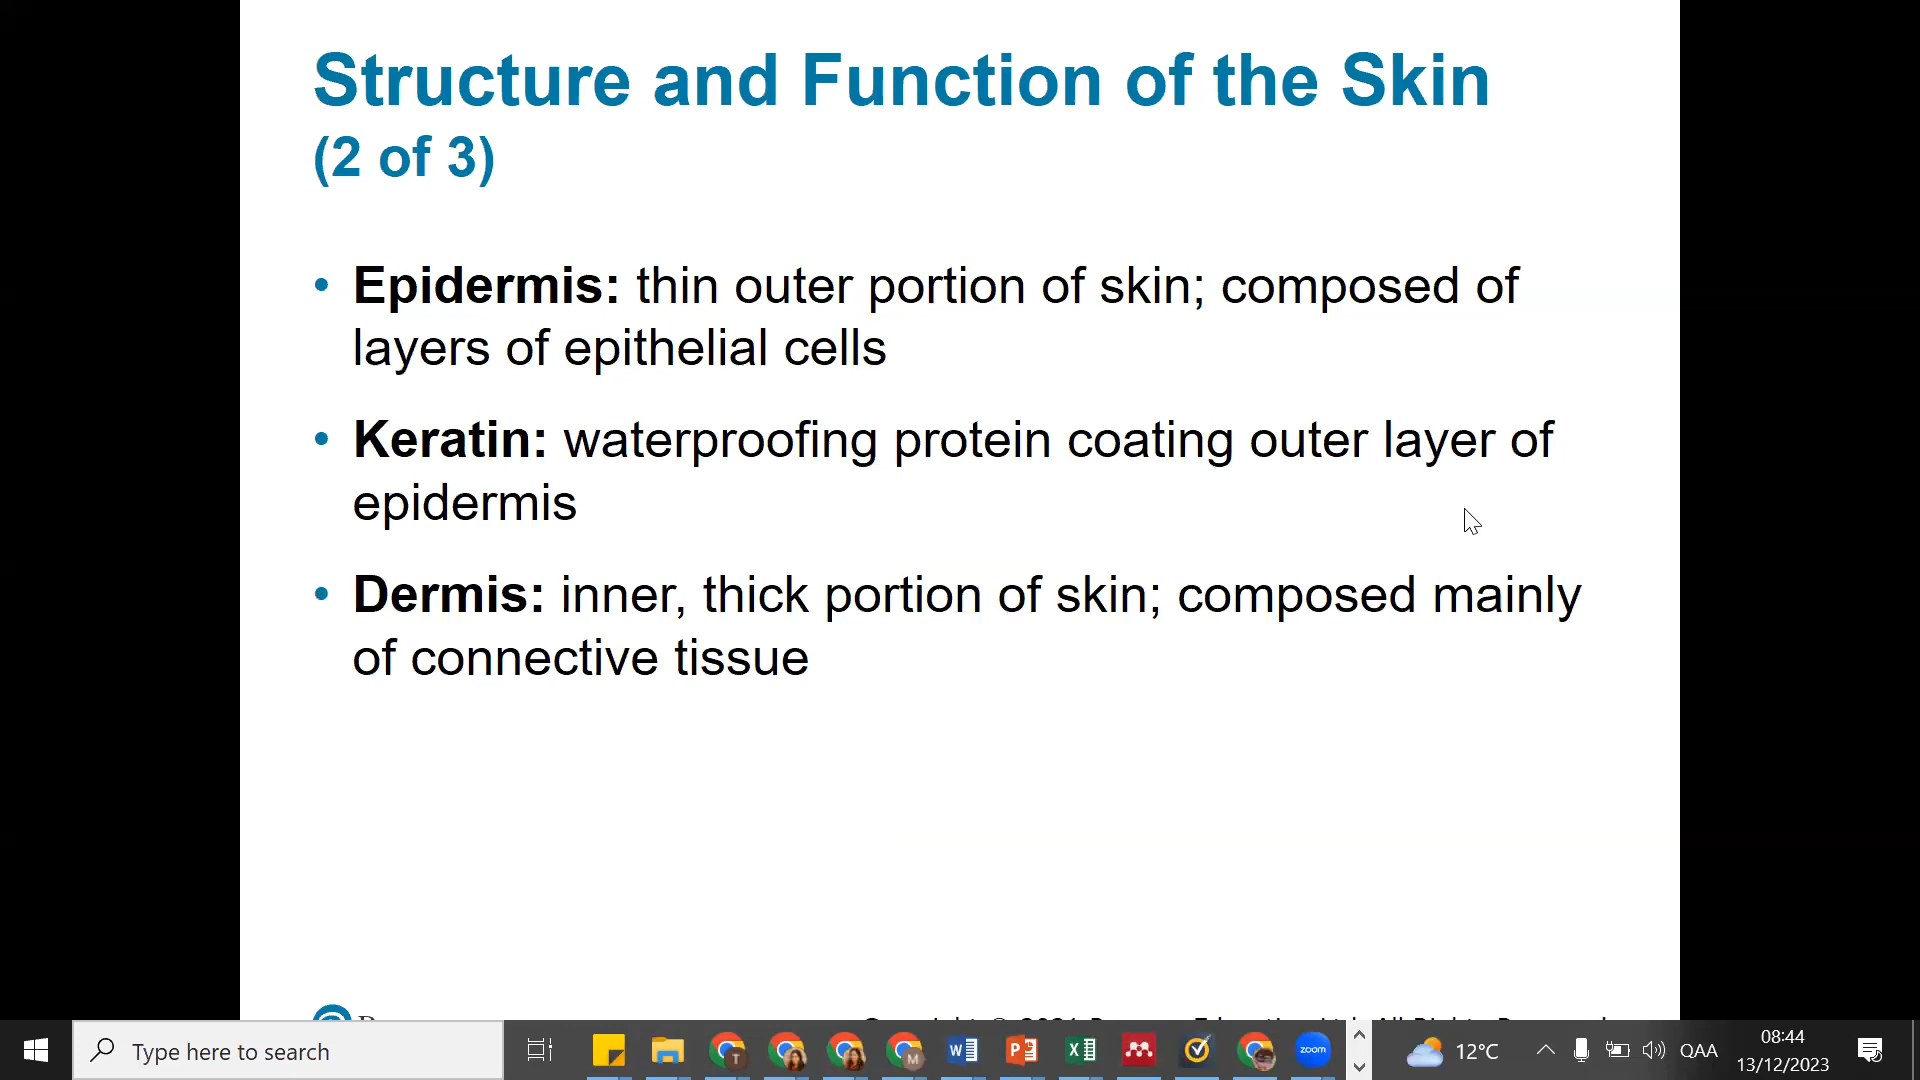 Structure and Function of the Skin
(2 of 3)
• Epidermis: thin outer portion of skin; composed of
layers of epithelial cells
• Keratin: waterproofing protein coating outer layer of
epidermis
• Dermis: inner, thick portion of skin; composed mainly
of connective tissue
Type here to search
T
M
zoom
12°C
QAA
08:44
13/12/2023